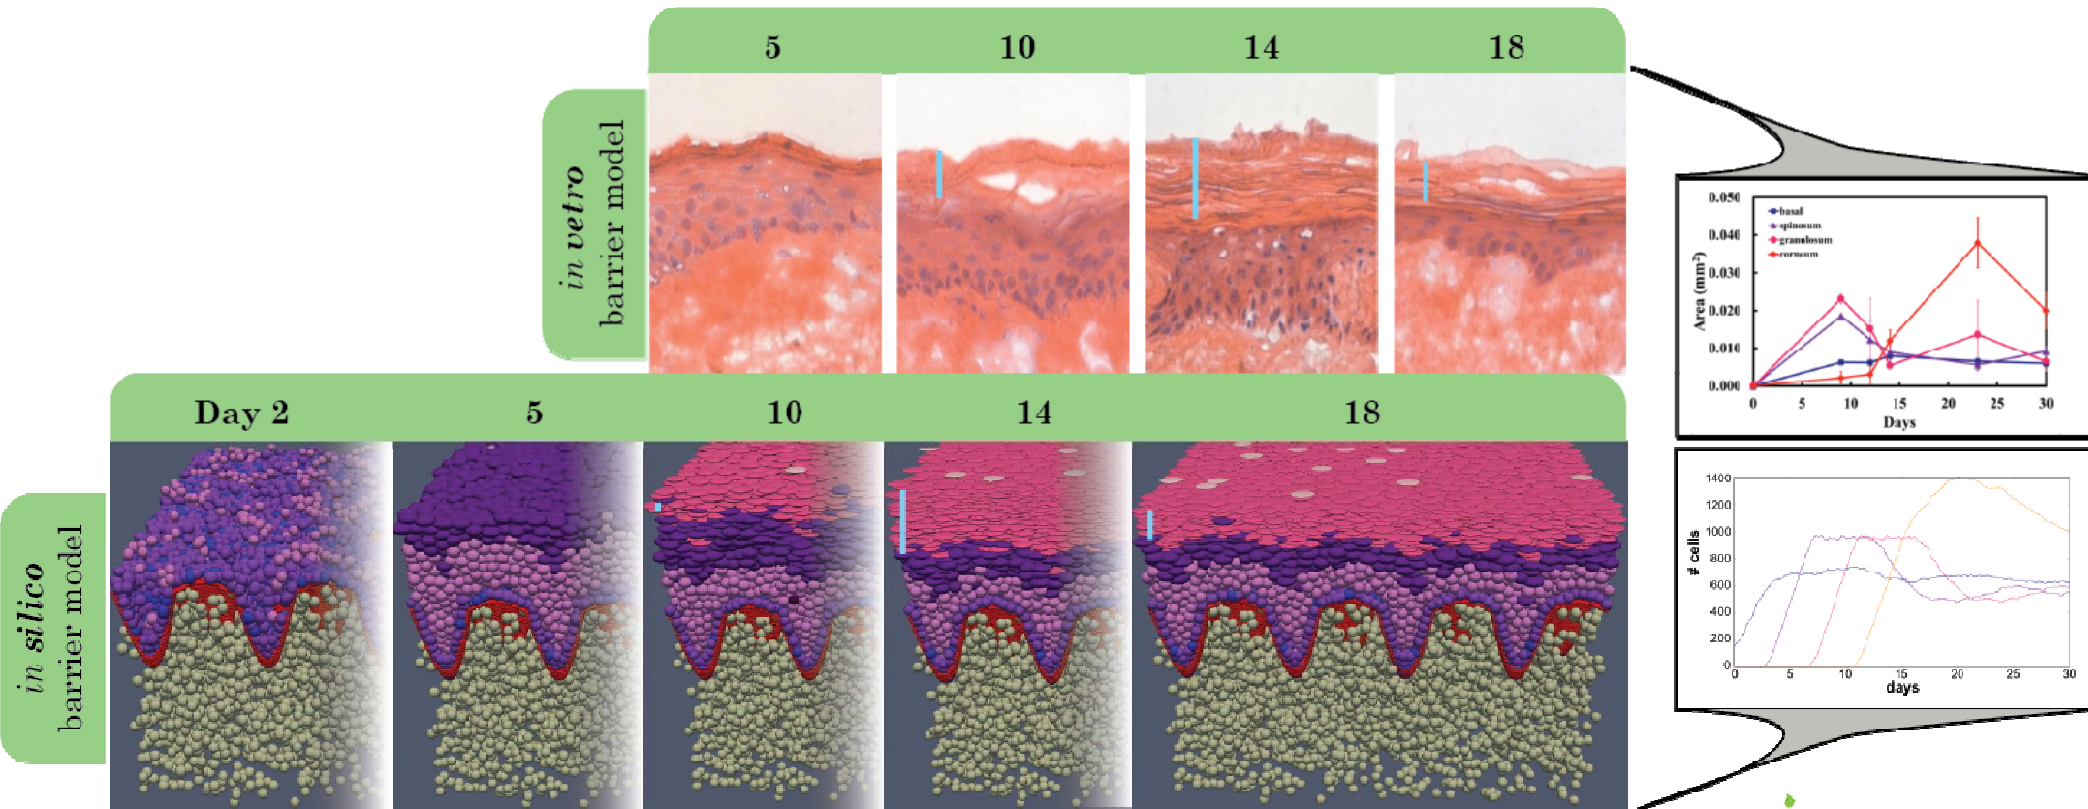 5 10 14 18
in vetro
barrier model
0.050
0.040
0.030
0.020
0.010
0.000
Area (mm²)
basal
spinosum
granulosum
corneum
0 5 10 15 20 25 30
Days
Day 2 5 10 14 18
in silico
barrier model
1400
1200
1000
800
600
400
200
0
# cells
0 5 10 15 20 25 30
days